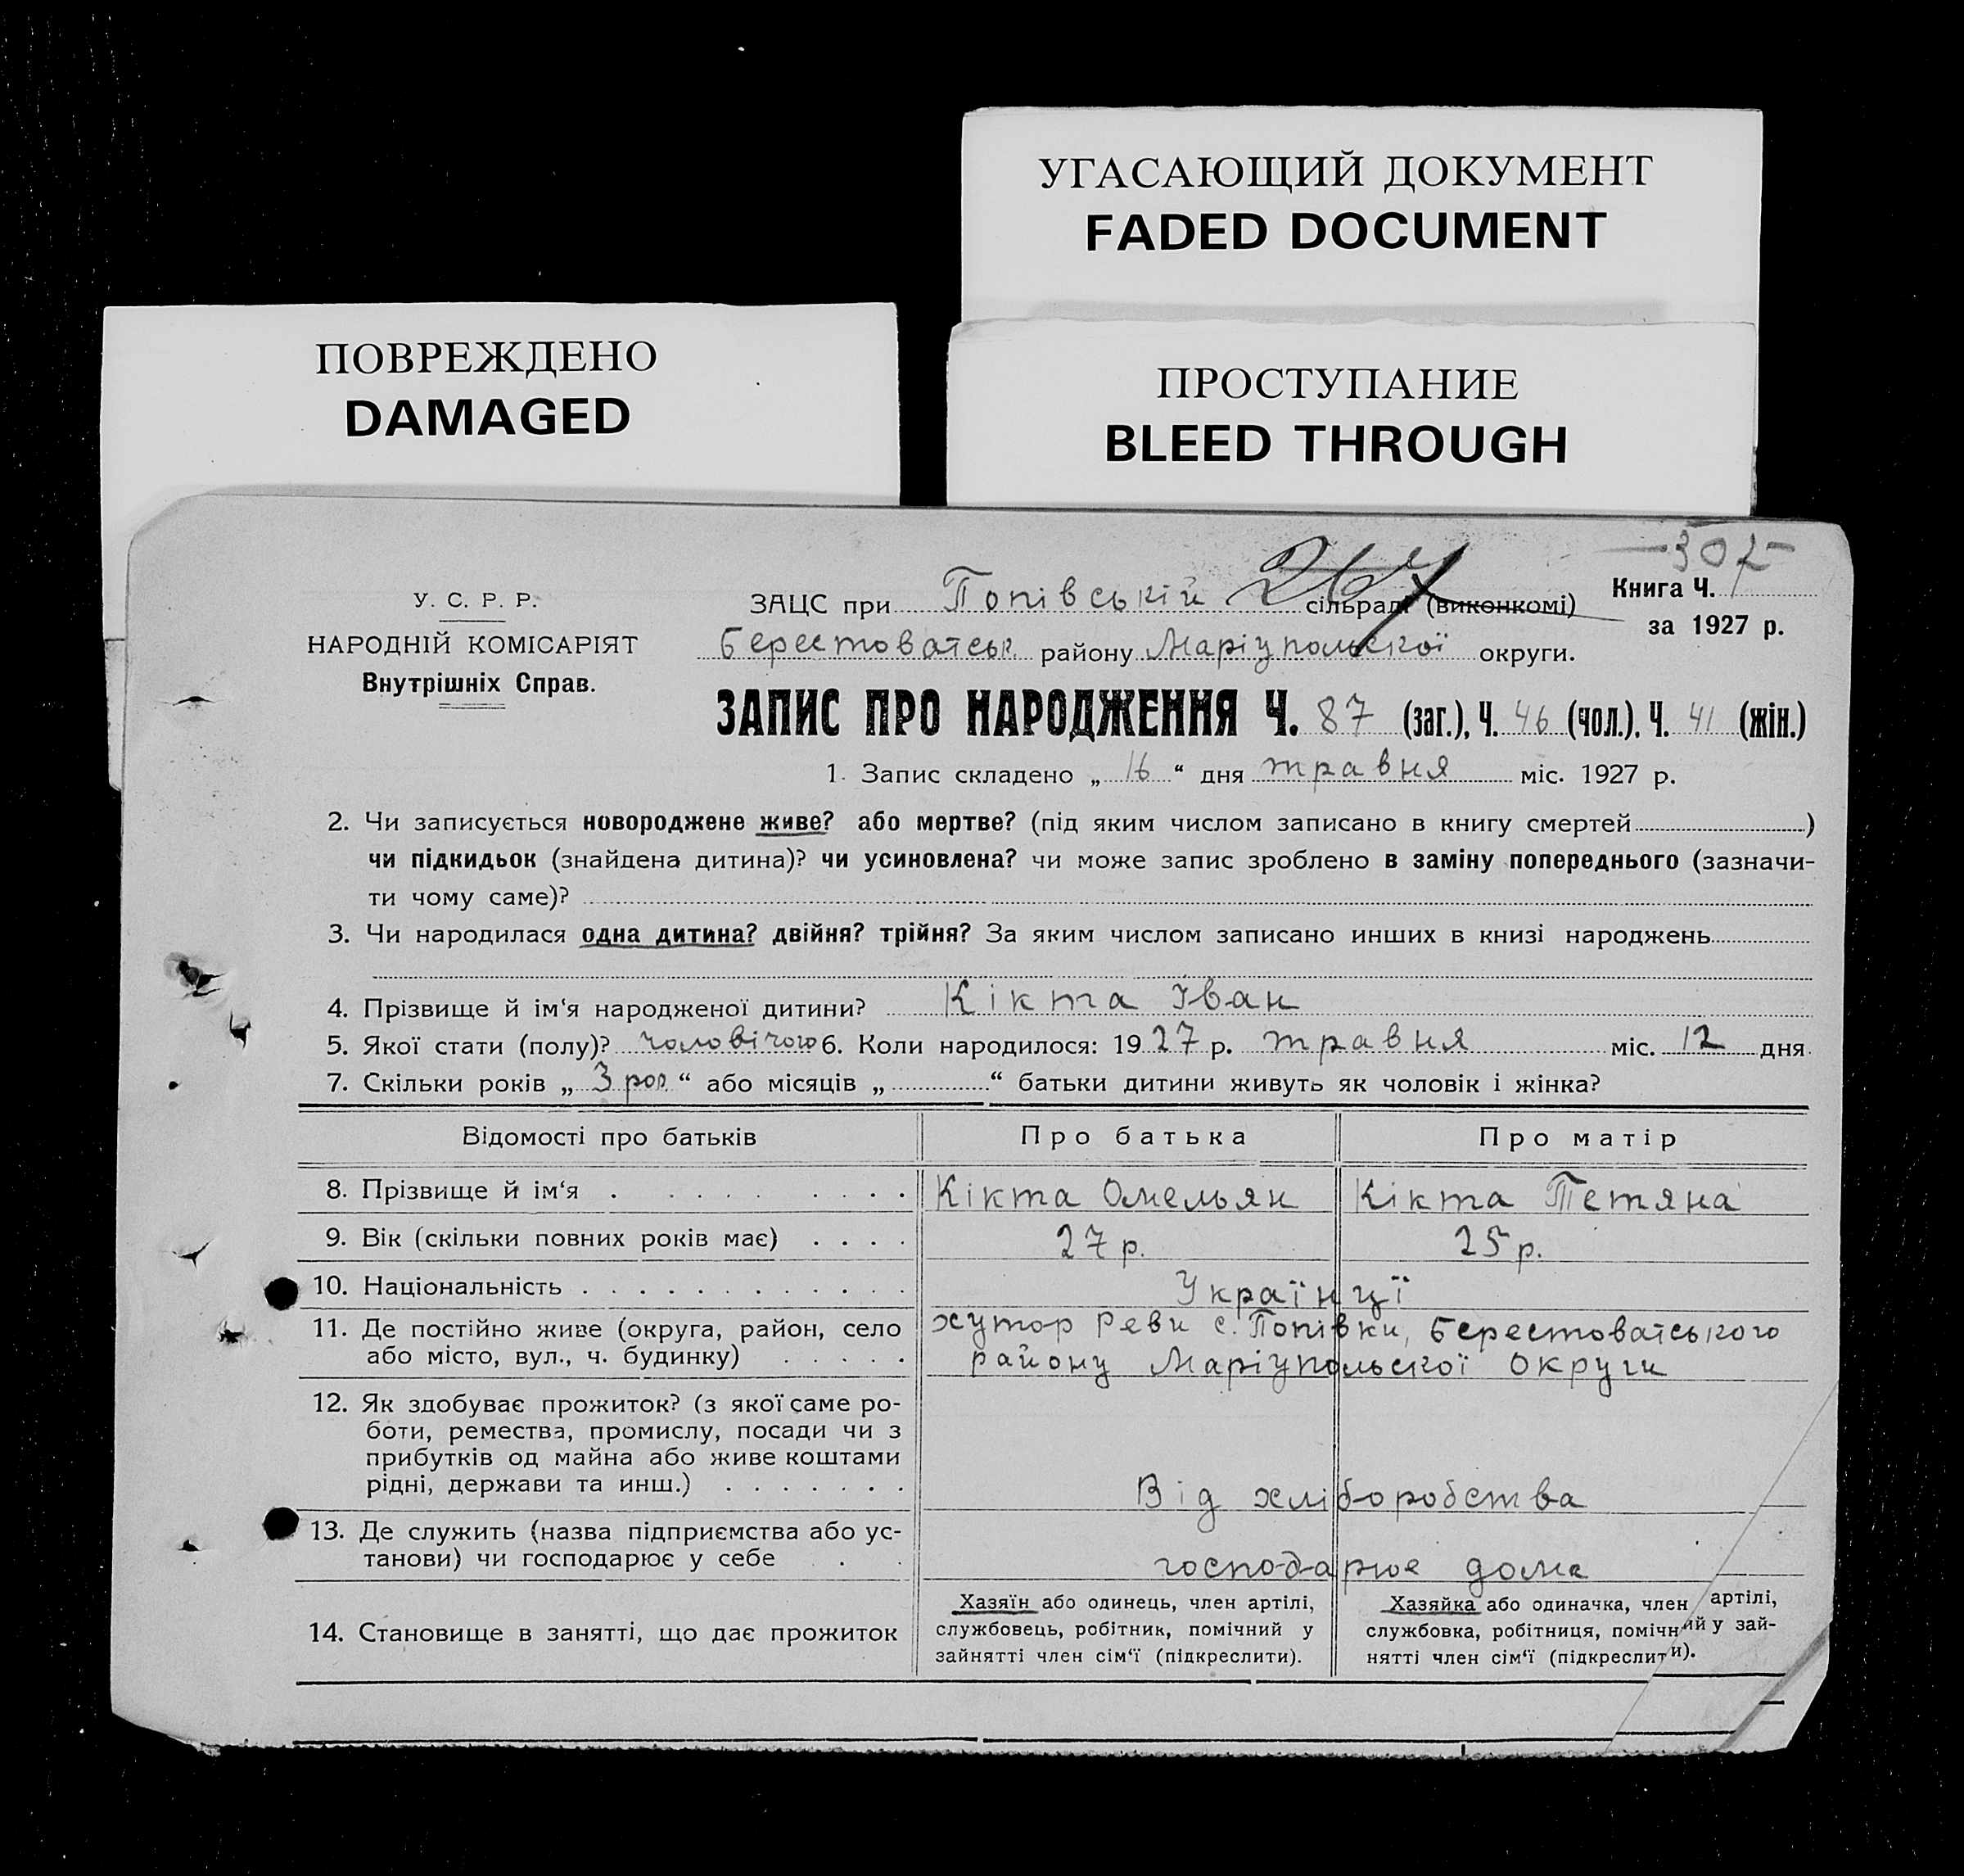 УГАСАЮЩИЙ ДОКУМЕНТ
FADED DOCUMENT
ПОВРЕЖДЕНО
DAMAGED
ПРОСТУПАНИЕ
BLEED THROUGH
307
267
У. С. Р. Р.
НАРОДНІЙ КОМІСАРІЯТ
Внутрішніх Справ.
ЗАЦС при Попівській сільраді (виконкомі)
Берестоватськ. району Маріупольської округи.
Книга Ч.
за 1927 р.
ЗАПИС ПРО НАРОДЖЕННЯ Ч. 87 (заг.), Ч. 46 (чол.), Ч. 41 (жін.)
1. Запис складено „16“ дня травня міс. 1927 р.
2. Чи записується новороджене живе? або мертве? (під яким числом записано в книгу смертей)
чи підкидьок (знайдена дитина)? чи усиновлена? чи може запис зроблено в заміну попереднього (зазначи-
ти чому саме)?
3. Чи народилася одна дитина? двійня? трійня? За яким числом записано инших в книзі народжень
4. Прізвище й ім‘я народженої дитини? Кікта Іван
5. Якої стати (полу)? чоловічого 6. Коли народилося: 1927 р. травня міс. 12 дня
7. Скільки років „3 “ або місяців „ “ батьки дитини живуть як чоловік і жінка?
Відомості про батьків Про батька Про матір
8. Прізвище й ім‘я Кікта Омельян Кікта Тетяна
9. Вік (скільки повних років має) 27 р. 25 р.
10. Національність Українці
11. Де постійно живе (округа, район, село хутор Реви с. Попівки, Берестоватського
або місто, вул., ч. будинку) району Маріупольскої округи
12. Як здобуває прожиток? (з якої саме ро-
боти, ремества, промислу, посади чи з
прибутків од майна або живе коштами
рідні, держави та инш.) Від хліборобства
13. Де служить (назва підприємства або ус-
танови) чи господарює у себе господарює дома
14. Становище в занятті, що дає прожиток
Хазяїн або одинець, член артілі,
службовець, робітник, помічний у
зайнятті член сім‘ї (підкреслити).
Хазяйка або одиначка, член артілі,
службовка, робітниця, помічний у зай-
нятті член сім‘ї (підкреслити).